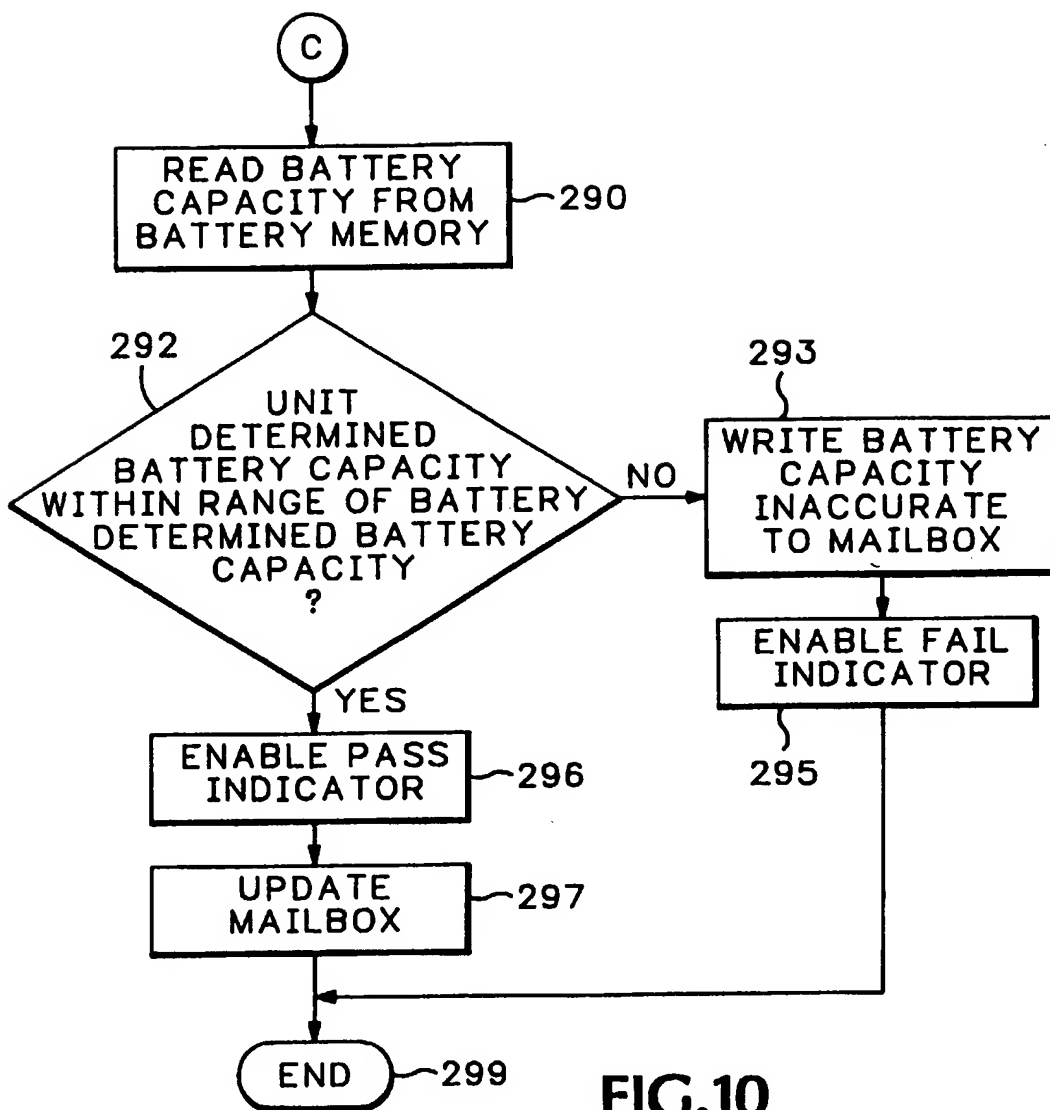 C
READ BATTERY
CAPACITY FROM
BATTERY MEMORY
290
292
UNIT
DETERMINED
BATTERY CAPACITY
WITHIN RANGE OF BATTERY
DETERMINED BATTERY
CAPACITY
?
NO
293
WRITE BATTERY
CAPACITY
INACCURATE
TO MAILBOX
ENABLE FAIL
INDICATOR
295
YES
ENABLE PASS
INDICATOR
296
UPDATE
MAILBOX
297
END
299
FIG.10